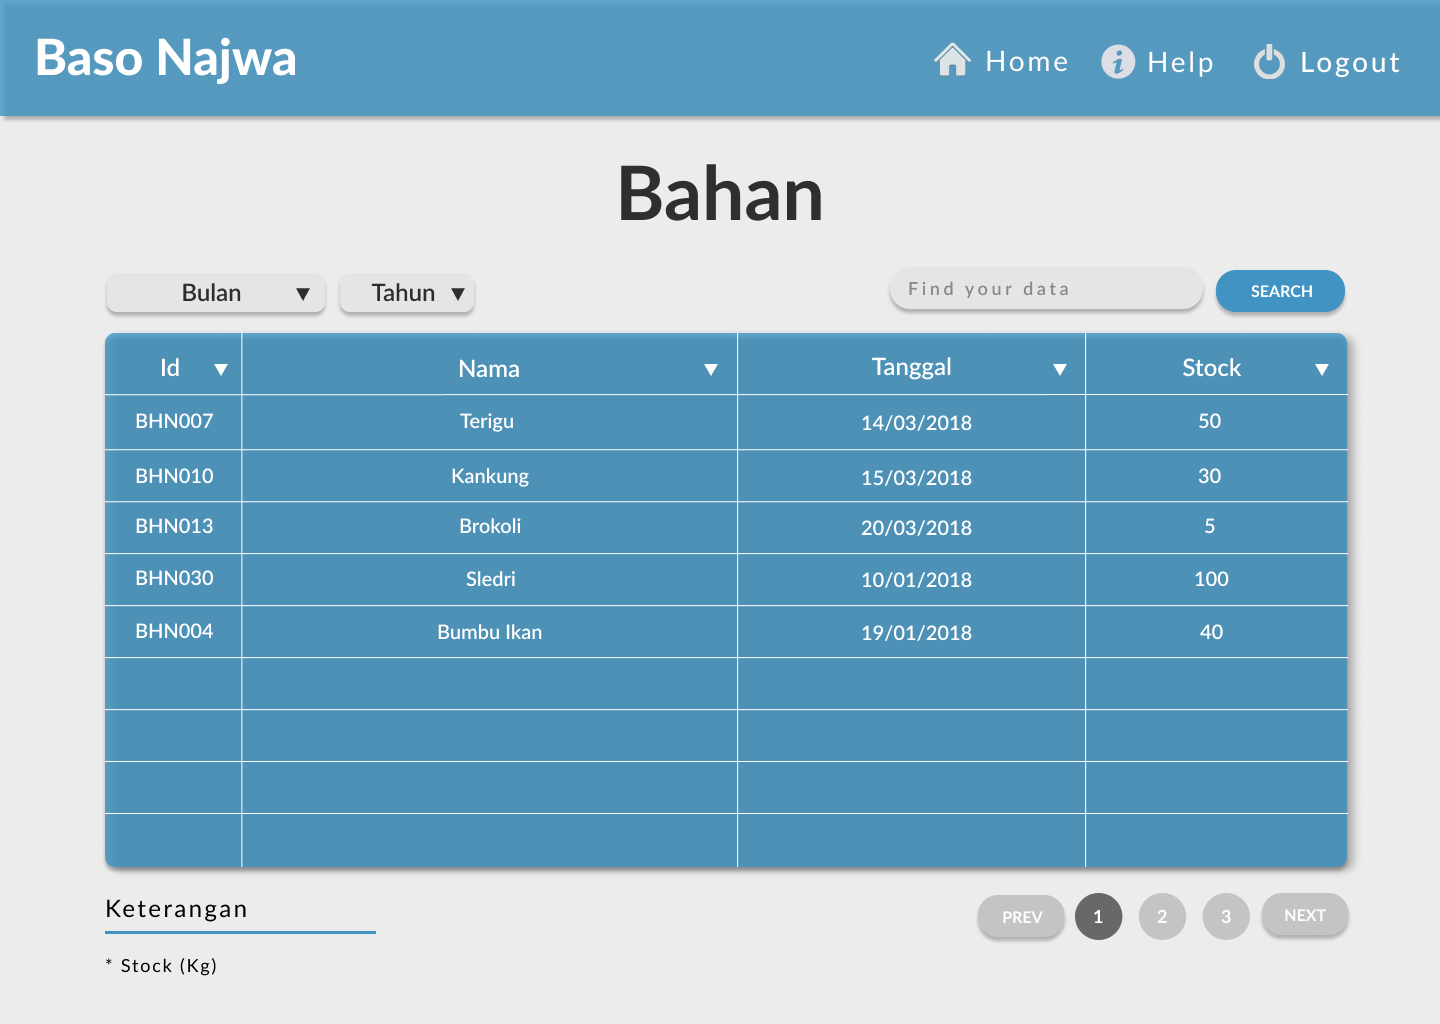 Baso Najwa Home Help Logout
Bahan
Bulan ▼ Tahun ▼ Find your data SEARCH
Id ▼ Nama ▼ Tanggal ▼ Stock ▼
BHN007 Terigu 14/03/2018 50
BHN010 Kankung 15/03/2018 30
BHN013 Brokoli 20/03/2018 5
BHN030 Sledri 10/01/2018 100
BHN004 Bumbu Ikan 19/01/2018 40
Keterangan PREV 1 2 3 NEXT
* Stock (Kg)